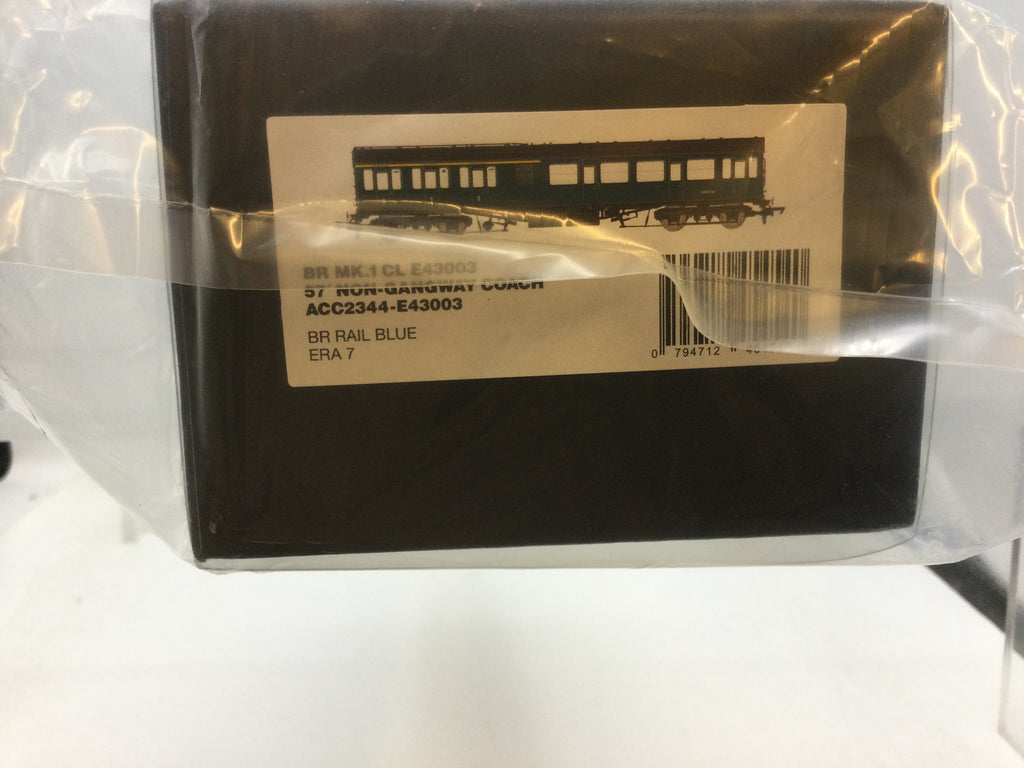 BR MK.1 CL E43003
57' NON-GANGWAY COACH
ACC2344-E43003
BR RAIL BLUE
ERA 7
0 794712